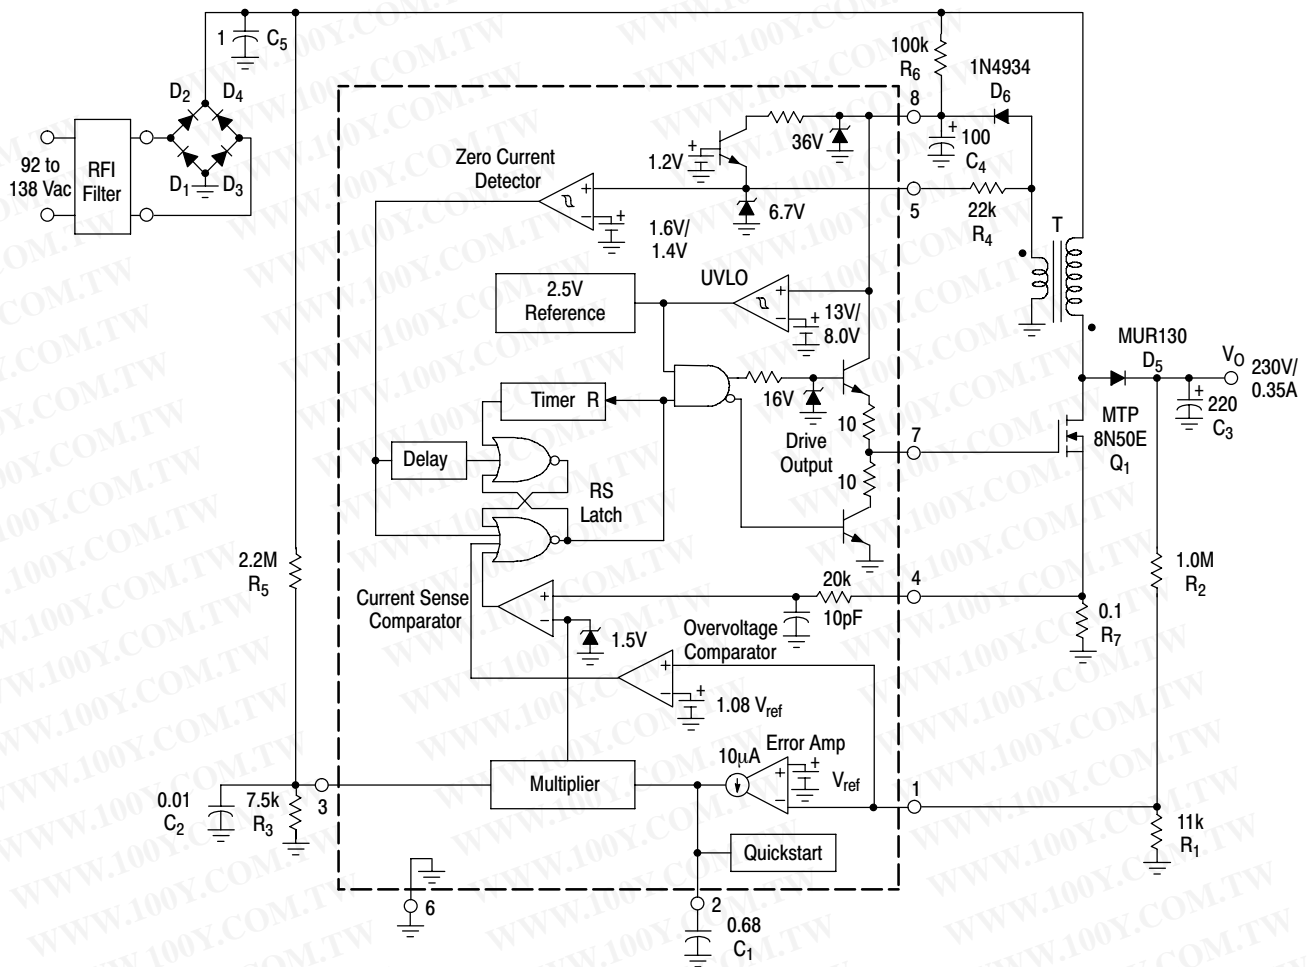 1
C5
D2
D4
D1
D3
92 to
138 Vac
RFI
Filter
100k
R6
1N4934
D6
8
100
C4
36V
1.2V
6.7V
5
22k
R4
T
Zero Current
Detector
1.6V/
1.4V
UVLO
2.5V
Reference
13V/
8.0V
16V
10
Drive
Output
10
7
MUR130
D5
VO
230V/
0.35A
220
C3
MTP
8N50E
Q1
Timer R
Delay
RS
Latch
2.2M
R5
Current Sense
Comparator
1.5V
20k
10pF
4
0.1
R7
1.0M
R2
Overvoltage
Comparator
1.08 Vref
Error Amp
10µA
Vref
Multiplier
Quickstart
1
11k
R1
0.01
C2
7.5k
R3
3
6
2
0.68
C1
WWW.100Y.COM.TW